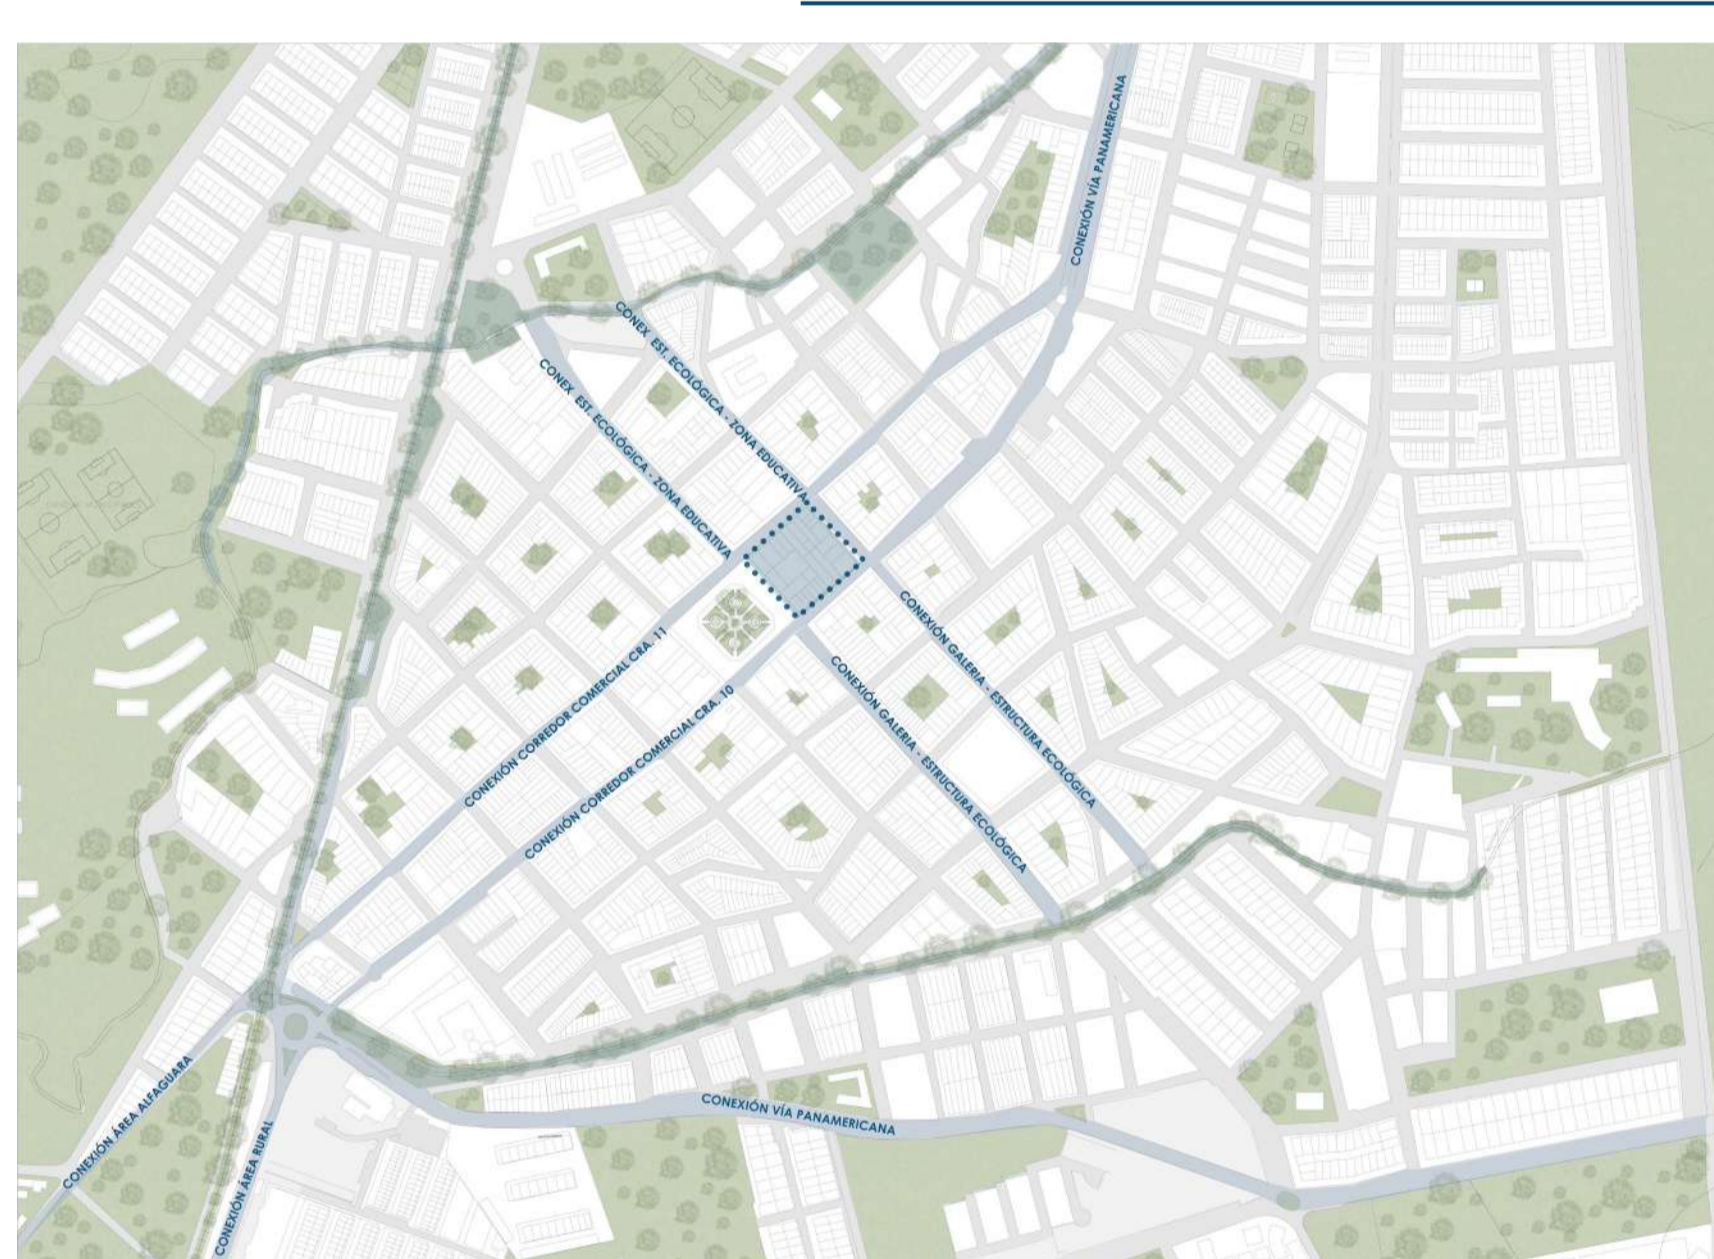 CONEXIÓN VÍA PANAMERICANA
CONEX EST. ECOLÓGICA - ZONA EDUCATIVA
CONEX EST. ECOLÓGICA - ZONA EDUCATIVA
CONEXIÓN GALERIA - ESTRUCTURA ECOLÓGICA
CONEXIÓN GALERIA - ESTRUCTURA ECOLÓGICA
CONEXIÓN CORREDOR COMERCIAL CRA. 11
CONEXIÓN CORREDOR COMERCIAL CRA. 10
CONEXIÓN ÁREA ALFAGUARA
CONEXIÓN VÍA PANAMERICANA
CONEXIÓN ÁREA RURAL